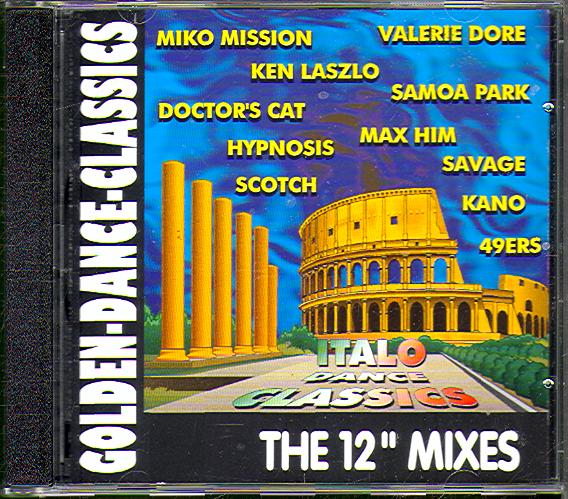 GOLDEN-DANCE-CLASSICS
MIKO MISSION
VALERIE DORE
KEN LASZLO
SAMOA PARK
DOCTOR'S CAT
MAX HIM
HYPNOSIS
SAVAGE
SCOTCH
KANO
49ERS
ITALO
DANCE
CLASSICS
THE 12" MIXES